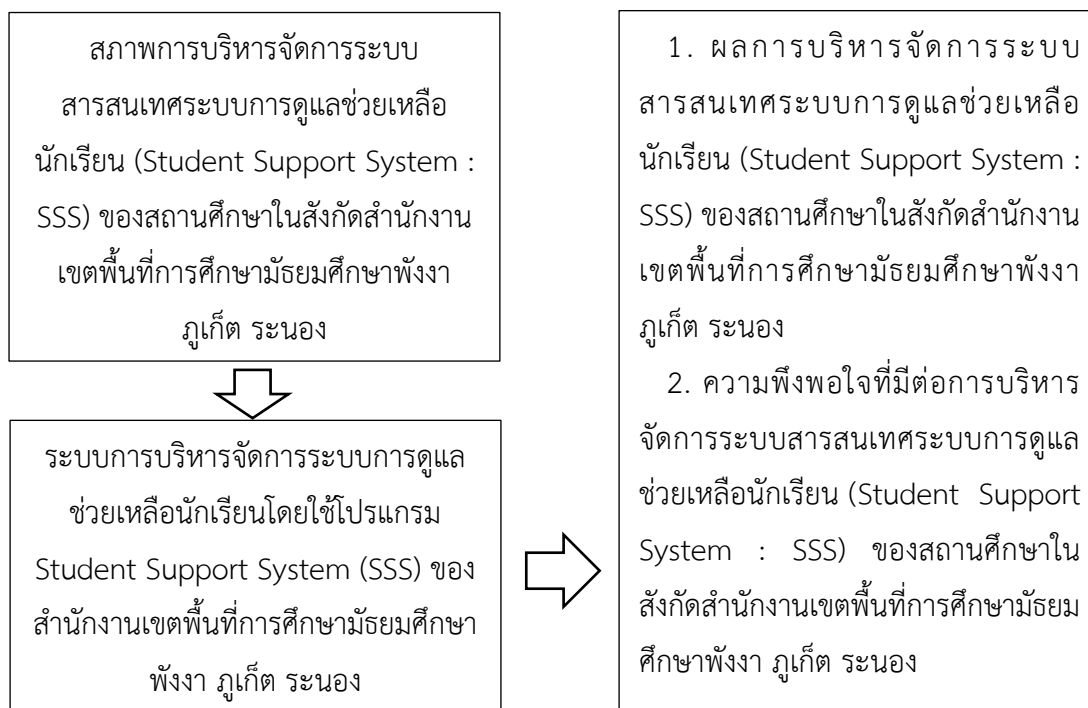 สภาพการบริหารจัดการระบบ
สารสนเทศระบบการดูแลช่วยเหลือ
นักเรียน (Student Support System :
SSS) ของสถานศึกษาในสังกัดสำนักงาน
เขตพื้นที่การศึกษามัธยมศึกษาพังงา
ภูเก็ต ระนอง
ระบบการบริหารจัดการระบบการดูแล
ช่วยเหลือนักเรียนโดยใช้โปรแกรม
Student Support System (SSS) ของ
สำนักงานเขตพื้นที่การศึกษามัธยมศึกษา
พังงา ภูเก็ต ระนอง
1. ผลการบริหารจัดการระบบ
สารสนเทศระบบการดูแลช่วยเหลือ
นักเรียน (Student Support System :
SSS) ของสถานศึกษาในสังกัดสำนักงาน
เขตพื้นที่การศึกษามัธยมศึกษาพังงา
ภูเก็ต ระนอง
2. ความพึงพอใจที่มีต่อการบริหาร
จัดการระบบสารสนเทศระบบการดูแล
ช่วยเหลือนักเรียน (Student Support
System : SSS) ของสถานศึกษาใน
สังกัดสำนักงานเขตพื้นที่การศึกษามัธยม
ศึกษาพังงา ภูเก็ต ระนอง